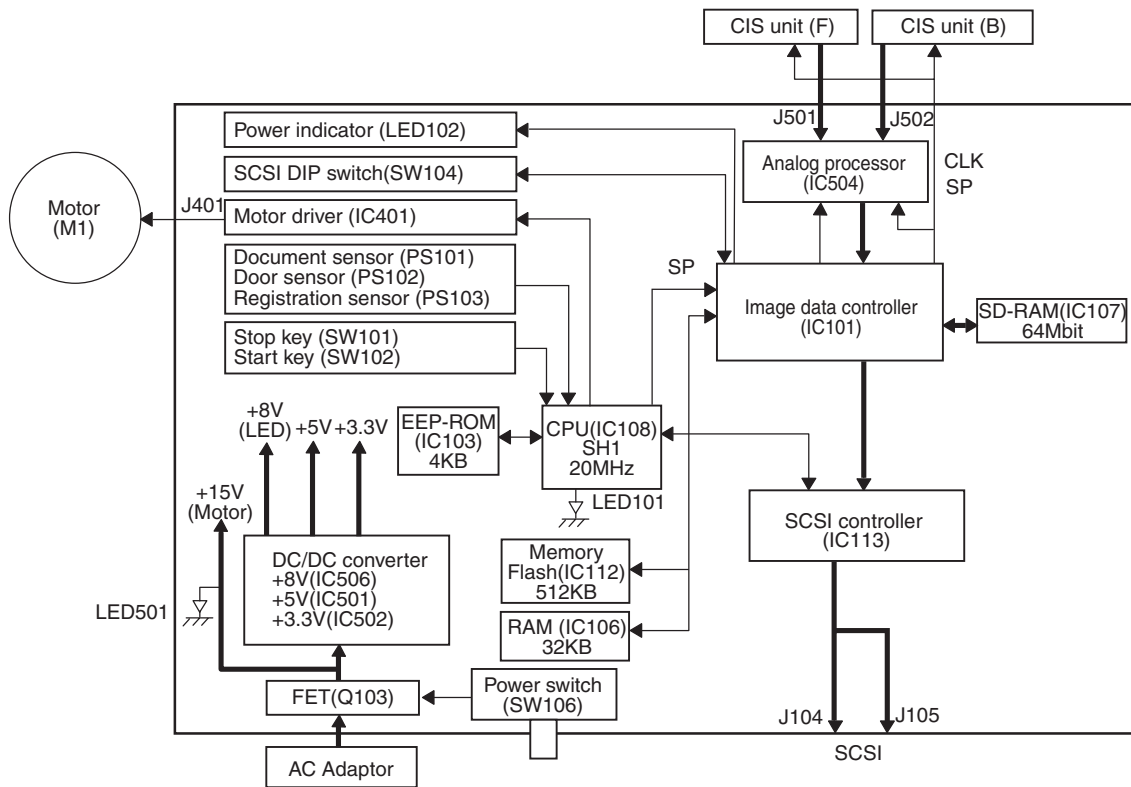 CIS unit (F)
CIS unit (B)
J501
J502
Power indicator (LED102)
Analog processor
(IC504)
CLK
SP
SCSI DIP switch(SW104)
Motor
(M1)
J401
Motor driver (IC401)
Document sensor (PS101)
Door sensor (PS102)
Registration sensor (PS103)
SP
Image data controller
(IC101)
SD-RAM(IC107)
64Mbit
Stop key (SW101)
Start key (SW102)
+8V
(LED)
+5V
+3.3V
EEP-ROM
(IC103)
4KB
CPU(IC108)
SH1
20MHz
LED101
+15V
(Motor)
SCSI controller
(IC113)
DC/DC converter
+8V(IC506)
+5V(IC501)
+3.3V(IC502)
Memory
Flash(IC112)
512KB
LED501
RAM (IC106)
32KB
FET(Q103)
Power switch
(SW106)
J104
J105
AC Adaptor
SCSI